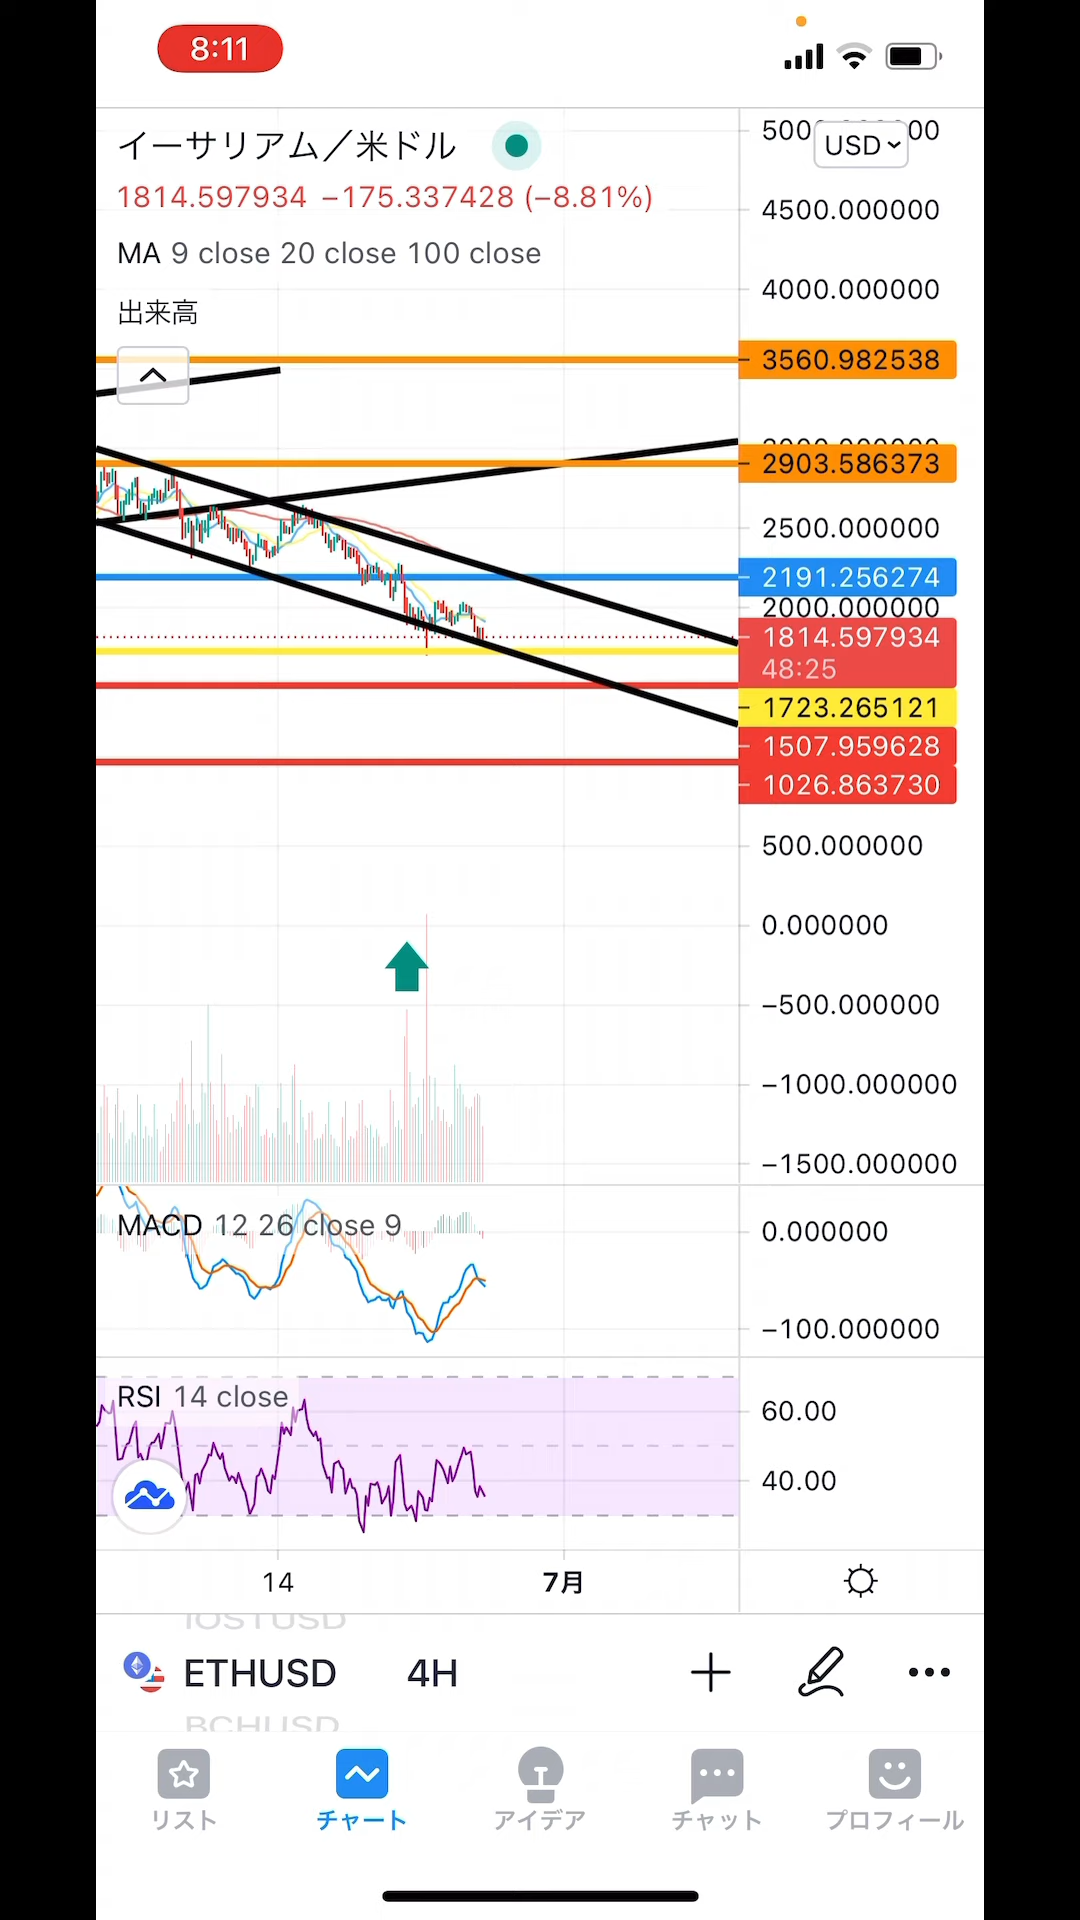 8:11
イーサリアム／米ドル
USD
1814.597934 −175.337428 (−8.81%)
MA 9 close 20 close 100 close
出来高
4500.000000
4000.000000
3560.982538
2903.586373
2500.000000
2191.256274
2000.000000
1814.597934
48:25
1723.265121
1507.959628
1026.863730
500.000000
0.000000
−500.000000
−1000.000000
−1500.000000
MACD 12 26 close 9
0.000000
−100.000000
RSI 14 close
60.00
40.00
14 7月
IOSTUSD
ETHUSD 4H
BCHUSD
リスト チャート アイデア チャット プロフィール